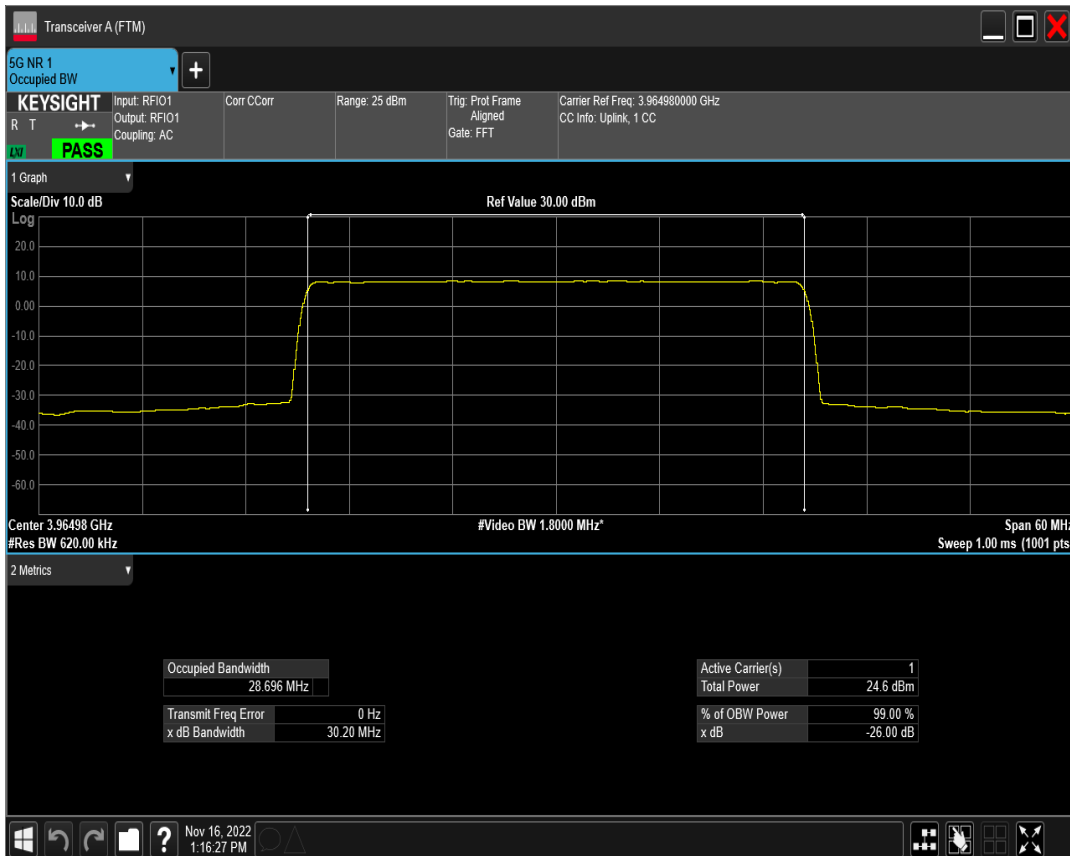 Transceiver A (FTM)
5G NR 1
Occupied BW
+
KEYSIGHT
R T
LXI
PASS
Input: RFIO1
Output: RFIO1
Coupling: AC
Corr CCorr
Range: 25 dBm
Trig: Prot Frame
Aligned
Gate: FFT
Carrier Ref Freq: 3.964980000 GHz
CC Info: Uplink, 1 CC
1 Graph
Scale/Div 10.0 dB
Ref Value 30.00 dBm
Log
20.0
10.0
0.00
-10.0
-20.0
-30.0
-40.0
-50.0
-60.0
Center 3.96498 GHz
#Video BW 1.8000 MHz*
Span 60 MHz
#Res BW 620.00 kHz
Sweep 1.00 ms (1001 pts
2 Metrics
Occupied Bandwidth
28.696 MHz
Transmit Freq Error 0 Hz
x dB Bandwidth 30.20 MHz
Active Carrier(s) 1
Total Power 24.6 dBm
% of OBW Power 99.00 %
x dB -26.00 dB
?
Nov 16, 2022
1:16:27 PM